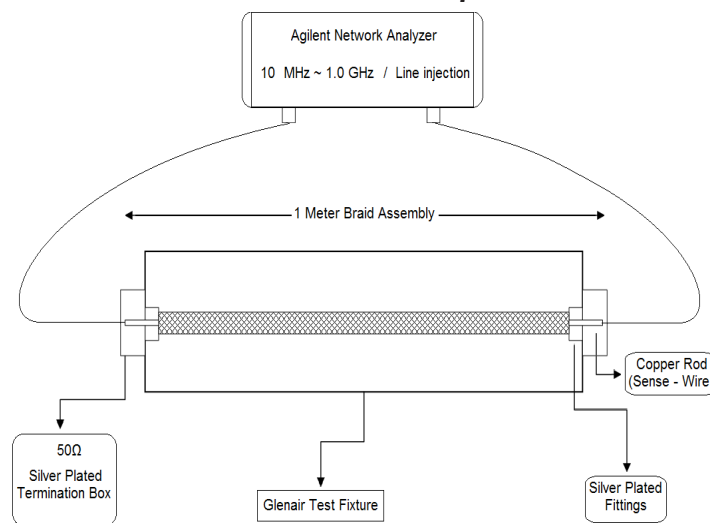 Agilent Network Analyzer
10 MHz ~ 1.0 GHz / Line injection
1 Meter Braid Assembly
Copper Rod
(Sense - Wire
50Ω
Silver Plated
Termination Box
Glenair Test Fixture
Silver Plated
Fittings